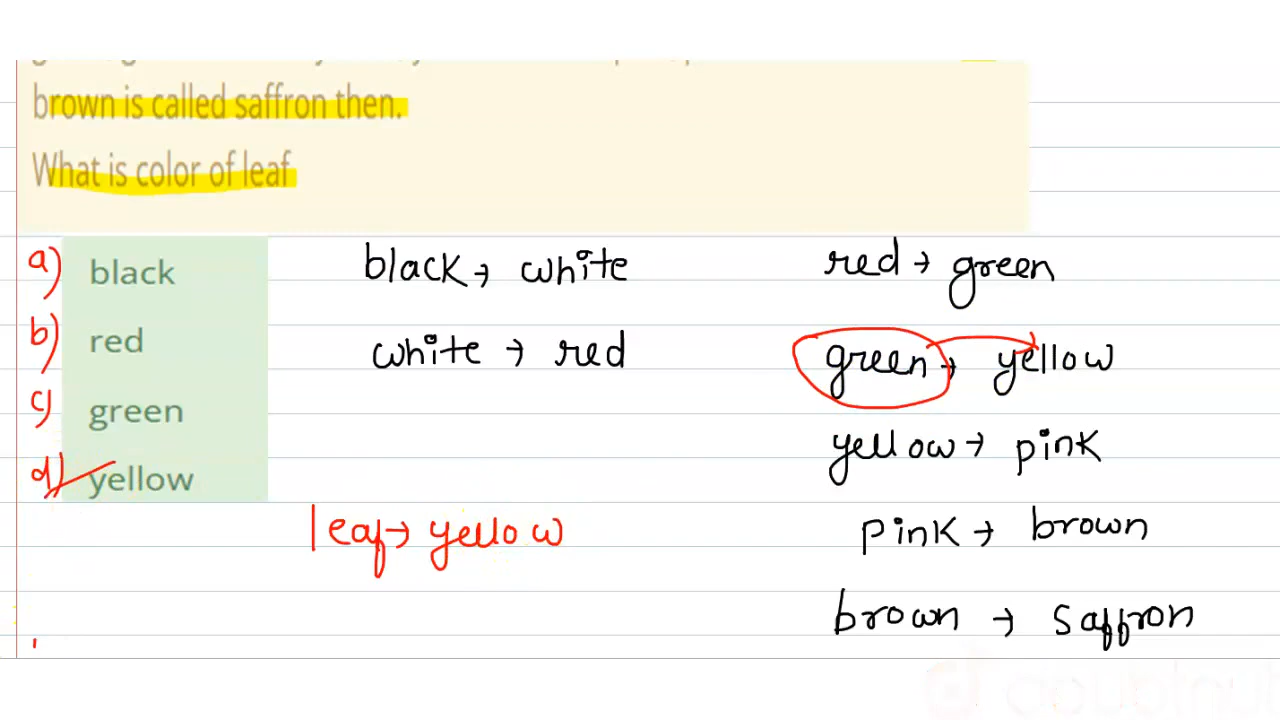 brown is called saffron then.
What is color of leaf
a) black
b) red
c) green
d) yellow
black → white
white → red
leaf → yellow
red → green
green → yellow
yellow → pink
pink → brown
brown → saffron